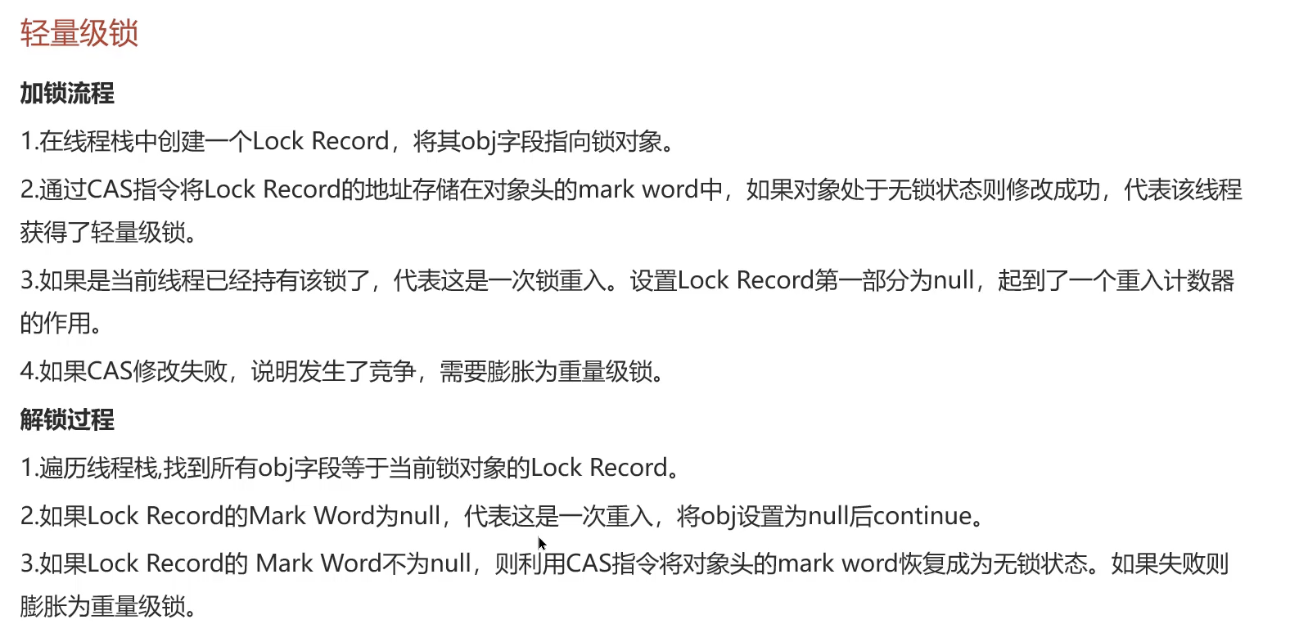 轻量级锁
加锁流程
1.在线程栈中创建一个Lock Record，将其obj字段指向锁对象。
2.通过CAS指令将Lock Record的地址存储在对象头的mark word中，如果对象处于无锁状态则修改成功，代表该线程
获得了轻量级锁。
3.如果是当前线程已经持有该锁了，代表这是一次锁重入。设置Lock Record第一部分为null，起到了一个重入计数器
的作用。
4.如果CAS修改失败，说明发生了竞争，需要膨胀为重量级锁。
解锁过程
1.遍历线程栈,找到所有obj字段等于当前锁对象的Lock Record。
2.如果Lock Record的Mark Word为null，代表这是一次重入，将obj设置为null后continue。
3.如果Lock Record的 Mark Word不为null，则利用CAS指令将对象头的mark word恢复成为无锁状态。如果失败则
膨胀为重量级锁。